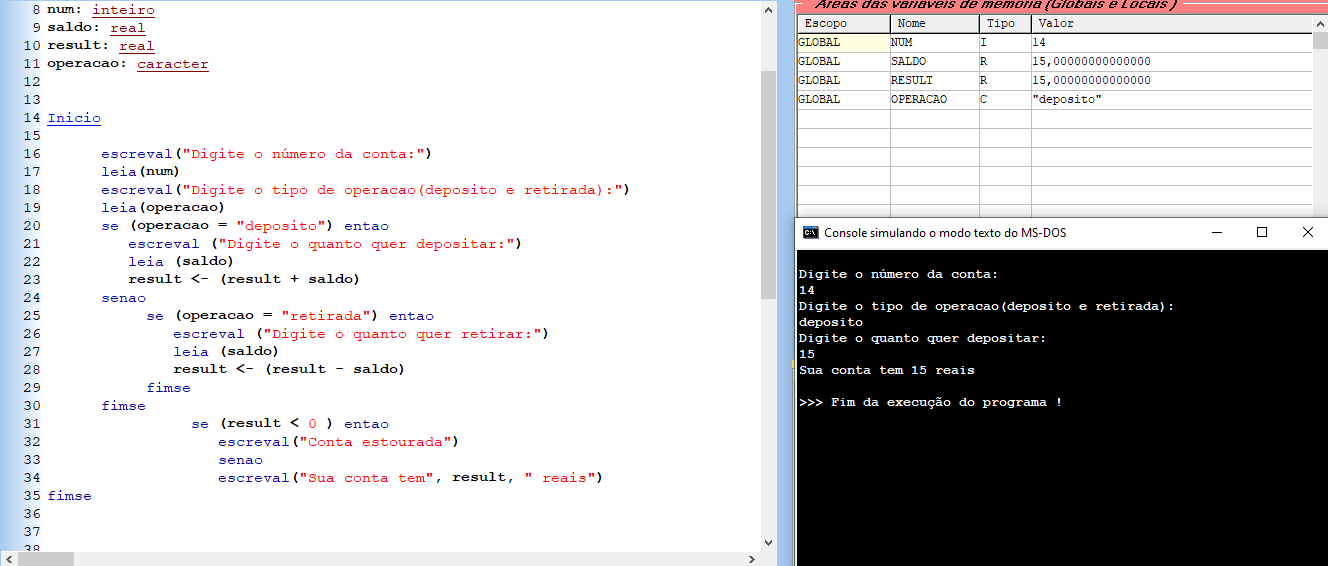 8 num: inteiro
9 saldo: real
10 result: real
11 operacao: caracter
12
13
14 Inicio
15
16 escreval("Digite o número da conta:")
17 leia(num)
18 escreval("Digite o tipo de operacao(deposito e retirada):")
19 leia(operacao)
20 se (operacao = "deposito") entao
21 escreval ("Digite o quanto quer depositar:")
22 leia (saldo)
23 result <- (result + saldo)
24 senao
25 se (operacao = "retirada") entao
26 escreval ("Digite o quanto quer retirar:")
27 leia (saldo)
28 result <- (result - saldo)
29 fimse
30 fimse
31 se (result < 0 ) entao
32 escreval("Conta estourada")
33 senao
34 escreval("Sua conta tem", result, " reais")
35 fimse
36
37
38
Áreas das variáveis de memória (Globais e Locais )
Escopo Nome Tipo Valor
GLOBAL NUM I 14
GLOBAL SALDO R 15,00000000000000
GLOBAL RESULT R 15,00000000000000
GLOBAL OPERACAO C "deposito"
Console simulando o modo texto do MS-DOS
Digite o número da conta:
14
Digite o tipo de operacao(deposito e retirada):
deposito
Digite o quanto quer depositar:
15
Sua conta tem 15 reais
>>> Fim da execução do programa !